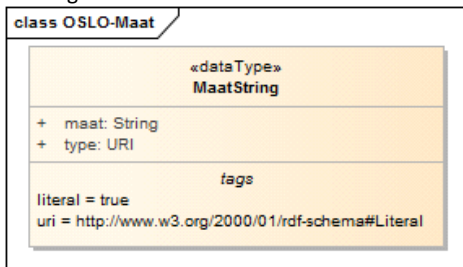 class OSLO-Maat
«dataType»
MaatString
+ maat: String
+ type: URI
tags
literal = true
uri = http://www.w3.org/2000/01/rdf-schema#Literal